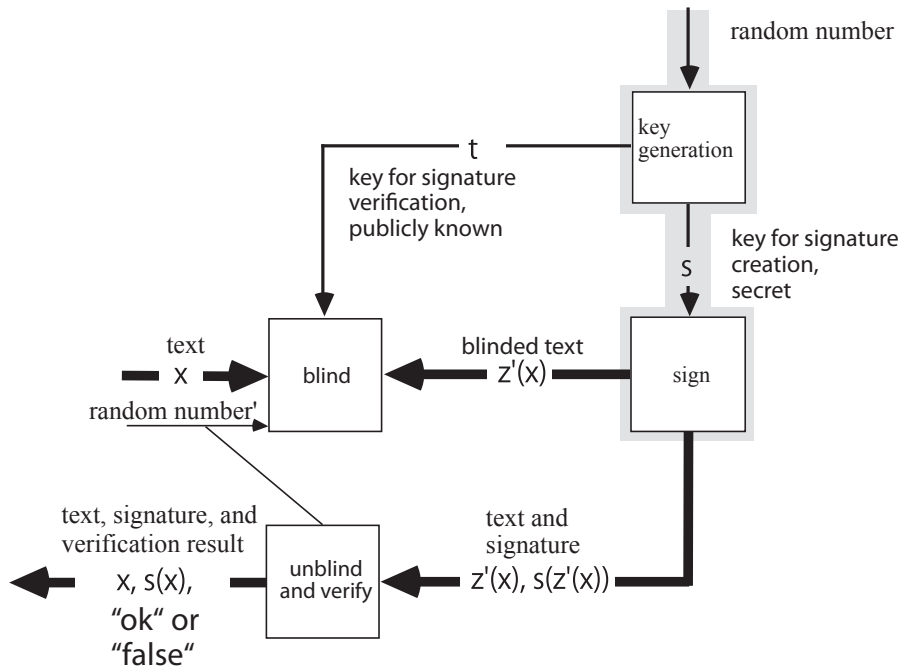 random number
key
generation
t
key for signature
verification,
publicly known
key for signature
creation,
secret
s
text
x
blind
blinded text
z'(x)
sign
random number'
text, signature, and
verification result
x, s(x),
“ok“ or
“false“
unblind
and verify
text and
signature
z'(x), s(z'(x))